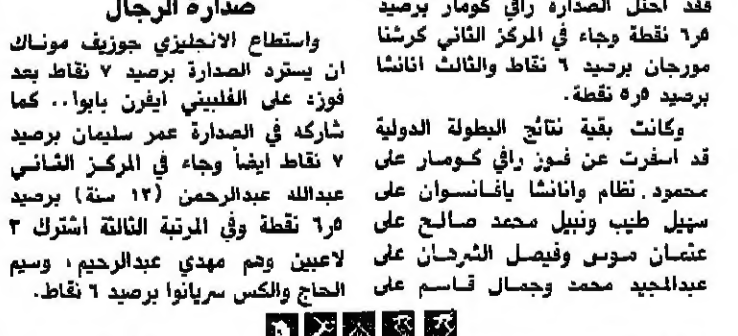 فقد احتل الصدارة رافي كومار برصيد
٦٫٥ نقطة وجاء في المركز الثاني كرشنا
مورجان برصيد ٦ نقاط والثالث انانشا
برصيد ٥٫٥ نقطة.
وكانت بقية نتائج البطولة الدولية
قد اسفرت عن فوز رافي كومار على
محمود نظام وانانشا يافانسوان على
سهيل طيب ونبيل محمد صالح على
عثمان موسى وفيصل الشرهان على
عبدالمجيد محمد وجمال قاسم على
صدارة الرجال
واستطاع الانجليزي جوزيف موناك
ان يسترد الصدارة برصيد ٧ نقاط بعد
فوزه على الفلبيني ايفرن بابوا.. كما
شاركه في الصدارة عمر سليمان برصيد
٧ نقاط ايضاً وجاء في المركز الثاني
عبدالله عبدالرحمن (١٢ سنة) برصيد
٦٫٥ نقطة وفي المرتبة الثالثة اشترك ٣
لاعبين وهم مهدي عبدالرحيم، وسيم
الحاج والكس سريانوا برصيد ٦ نقاط.